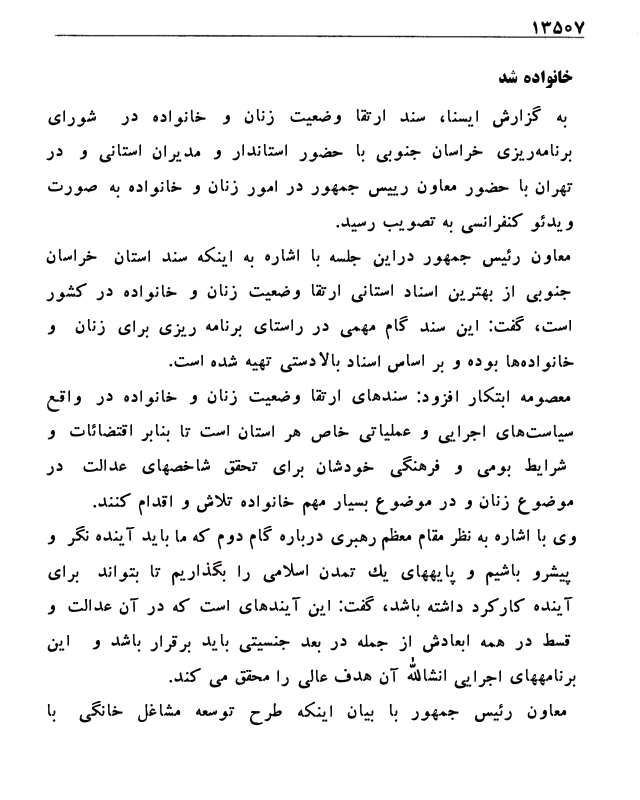 ۱۳۵۰۷
خانواده شد
به گزارش ایسنا، سند ارتقا وضعیت زنان و خانواده در شورای
برنامه‌ریزی خراسان جنوبی با حضور استاندار و مدیران استانی و در
تهران با حضور معاون رییس جمهور در امور زنان و خانواده به صورت
ویدئو کنفرانسی به تصویب رسید.
معاون رئیس جمهور دراین جلسه با اشاره به اینکه سند استان خراسان
جنوبی از بهترین اسناد استانی ارتقا وضعیت زنان و خانواده در کشور
است، گفت: این سند گام مهمی در راستای برنامه ریزی برای زنان و
خانواده‌ها بوده و بر اساس اسناد بالادستی تهیه شده است.
معصومه ابتکار افزود: سندهای ارتقا وضعیت زنان و خانواده در واقع
سیاست‌های اجرایی و عملیاتی خاص هر استان است تا بنابر اقتضائات و
شرایط بومی و فرهنگی خودشان برای تحقق شاخصهای عدالت در
موضوع زنان و در موضوع بسیار مهم خانواده تلاش و اقدام کنند.
وی با اشاره به نظر مقام معظم رهبری درباره گام دوم که ما باید آینده نگر و
پیشرو باشیم و پایههای یك تمدن اسلامی را بگذاریم تا بتواند برای
آینده کارکرد داشته باشد، گفت: این آیندهای است که در آن عدالت و
قسط در همه ابعادش از جمله در بعد جنسیتی باید برقرار باشد و این
برنامههای اجرایی انشالله آن هدف عالی را محقق می کند.
معاون رئیس جمهور با بیان اینکه طرح توسعه مشاغل خانگی با